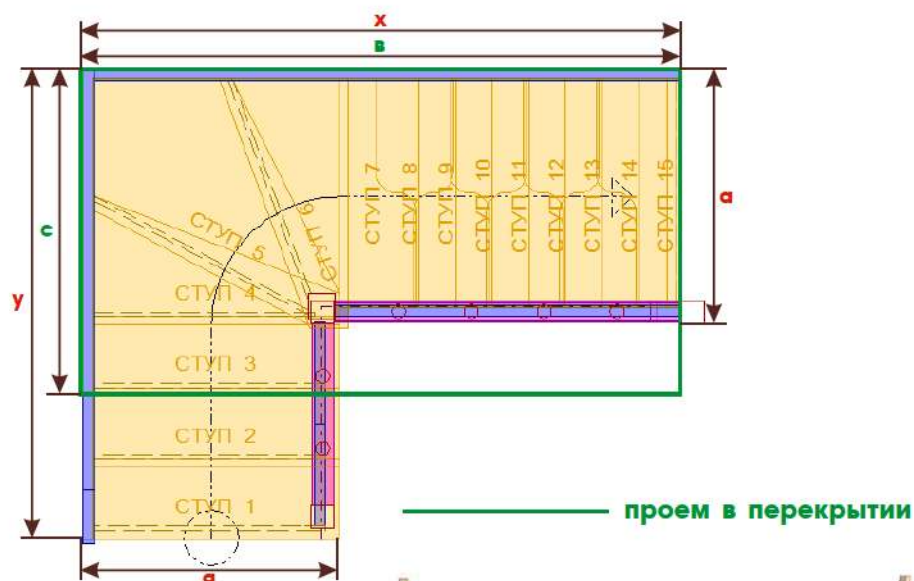 х
в
СТУП 7
СТУП 8
СТУП 9
СТУП 10
СТУП 11
СТУП 12
СТУП 13
СТУП 14
СТУП 15
а
с
у
СТУП 6
СТУП 5
СТУП 4
СТУП 3
СТУП 2
СТУП 1
проем в перекрытии
а